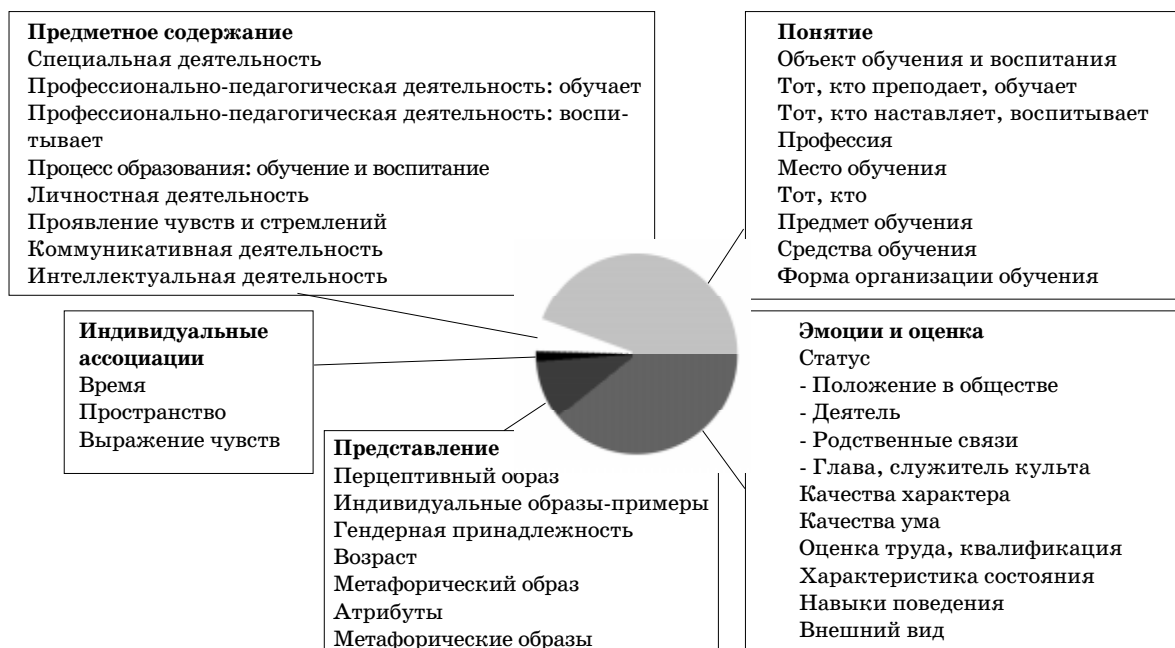 Предметное содержание
Специальная деятельность
Профессионально-педагогическая деятельность: обучает
Профессионально-педагогическая деятельность: воспи-
тывает
Процесс образования: обучение и воспитание
Личностная деятельность
Проявление чувств и стремлений
Коммуникативная деятельность
Интеллектуальная деятельность
Понятие
Объект обучения и воспитания
Тот, кто преподает, обучает
Тот, кто наставляет, воспитывает
Профессия
Место обучения
Тот, кто
Предмет обучения
Средства обучения
Форма организации обучения
Индивидуальные
ассоциации
Время
Пространство
Выражение чувств
Представление
Перцептивный образ
Индивидуальные образы-примеры
Гендерная принадлежность
Возраст
Метафорический образ
Атрибуты
Метафорические образы
Эмоции и оценка
Статус
- Положение в обществе
- Деятель
- Родственные связи
- Глава, служитель культа
Качества характера
Качества ума
Оценка труда, квалификация
Характеристика состояния
Навыки поведения
Внешний вид